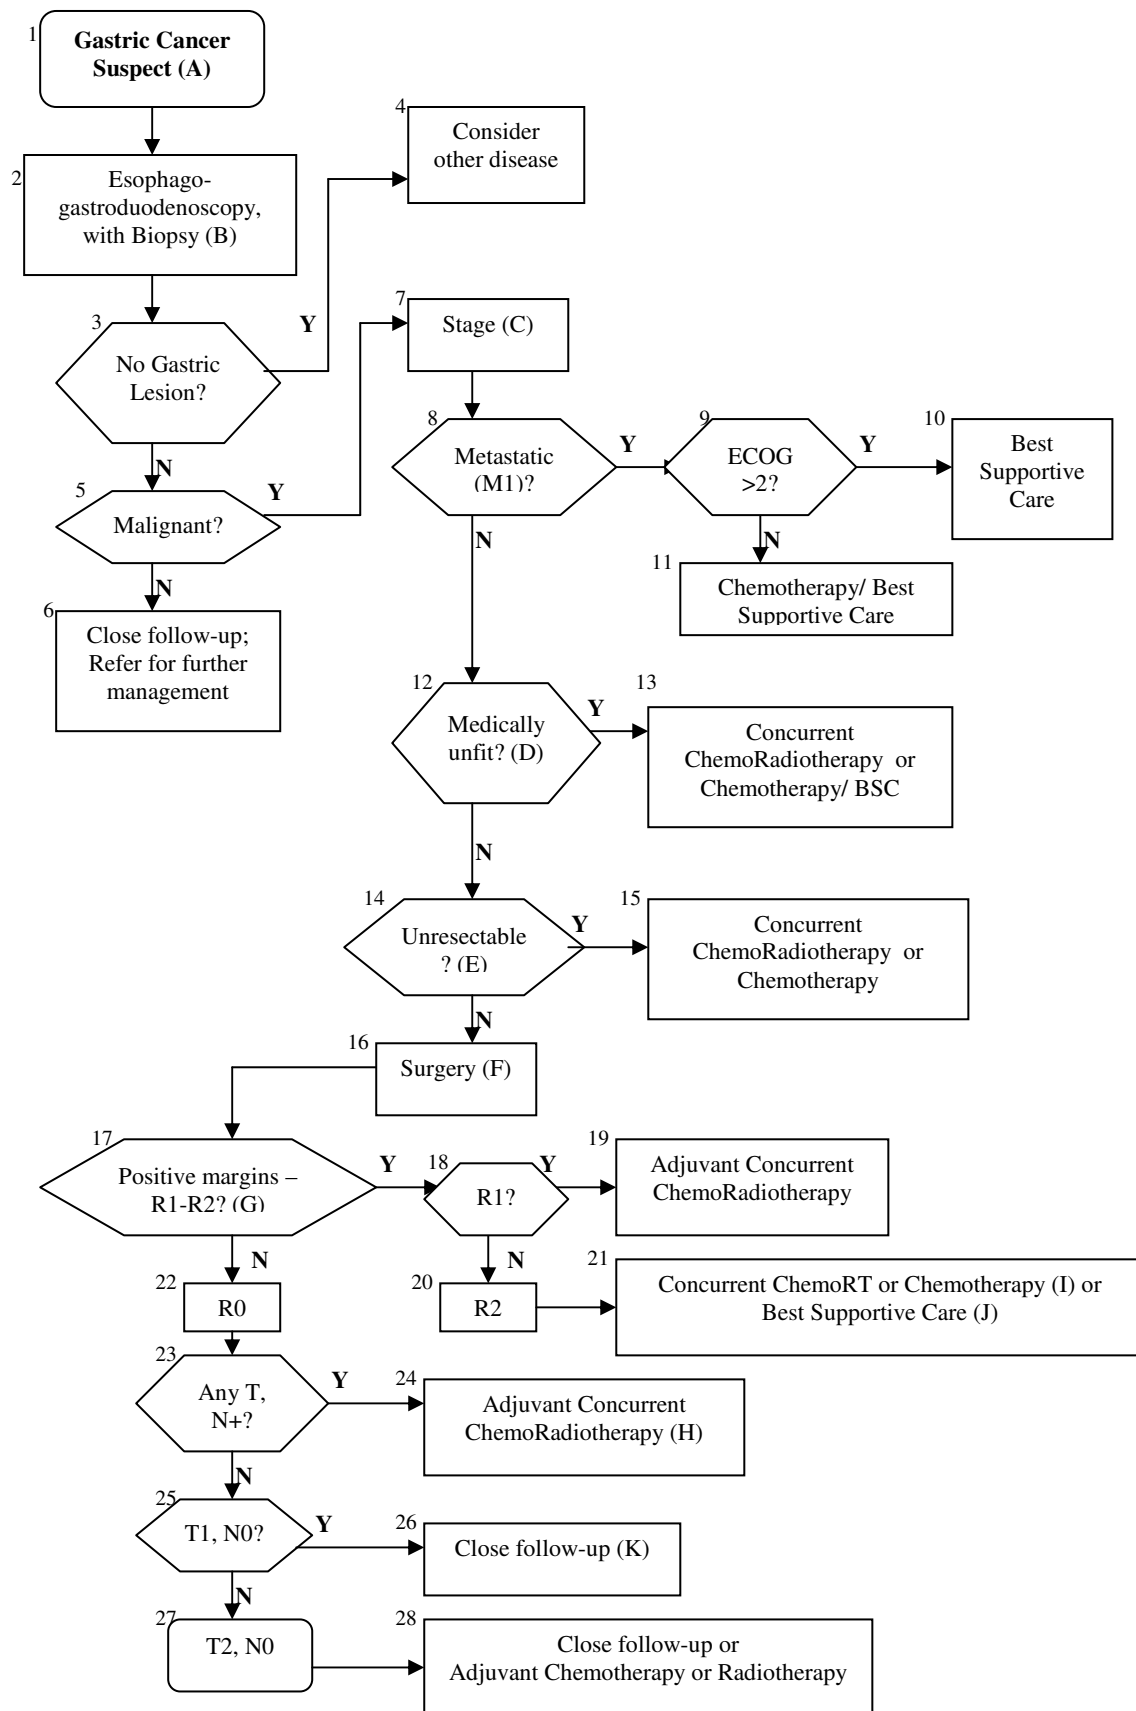 1
Gastric Cancer
Suspect (A)
2
Esophago-
gastroduodenoscopy,
with Biopsy (B)
4
Consider
other disease
3
No Gastric
Lesion?
Y
N
5
Malignant?
Y
N
6
Close follow-up;
Refer for further
management
7
Stage (C)
8
Metastatic
(M1)?
Y
N
9
ECOG
>2?
Y
N
10
Best
Supportive
Care
11
Chemotherapy/ Best
Supportive Care
12
Medically
unfit? (D)
Y
N
13
Concurrent
ChemoRadiotherapy or
Chemotherapy/ BSC
14
Unresectable
? (E)
Y
N
15
Concurrent
ChemoRadiotherapy or
Chemotherapy
16
Surgery (F)
17
Positive margins –
R1-R2? (G)
Y
N
18
R1?
Y
N
19
Adjuvant Concurrent
ChemoRadiotherapy
20
R2
21
Concurrent ChemoRT or Chemotherapy (I) or
Best Supportive Care (J)
22
R0
23
Any T,
N+?
Y
N
24
Adjuvant Concurrent
ChemoRadiotherapy (H)
25
T1, N0?
Y
N
26
Close follow-up (K)
27
T2, N0
28
Close follow-up or
Adjuvant Chemotherapy or Radiotherapy